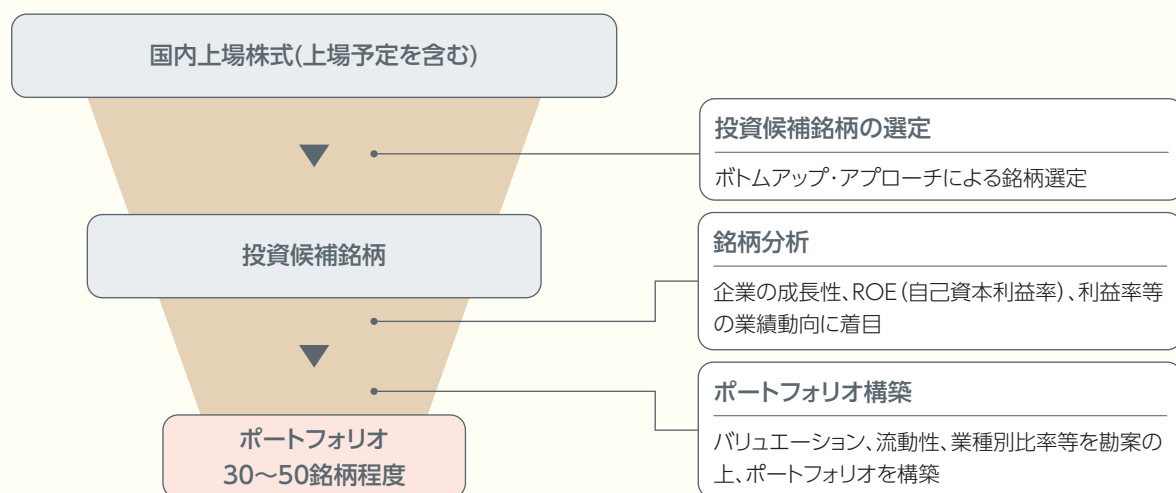 国内上場株式(上場予定を含む)
投資候補銘柄の選定
ボトムアップ・アプローチによる銘柄選定
投資候補銘柄
銘柄分析
企業の成長性、ROE(自己資本利益率)、利益率等
の業績動向に着目
ポートフォリオ構築
バリュエーション、流動性、業種別比率等を勘案の
上、ポートフォリオを構築
ポートフォリオ
30～50銘柄程度